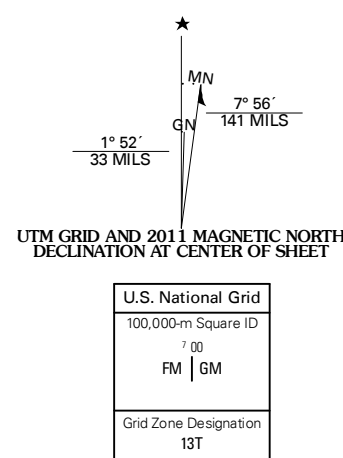 ★
MN
7° 56´
141 MILS
GN
1° 52´
33 MILS
UTM GRID AND 2011 MAGNETIC NORTH
DECLINATION AT CENTER OF SHEET
U.S. National Grid
100,000-m Square ID
7 00
FM | GM
Grid Zone Designation
13T